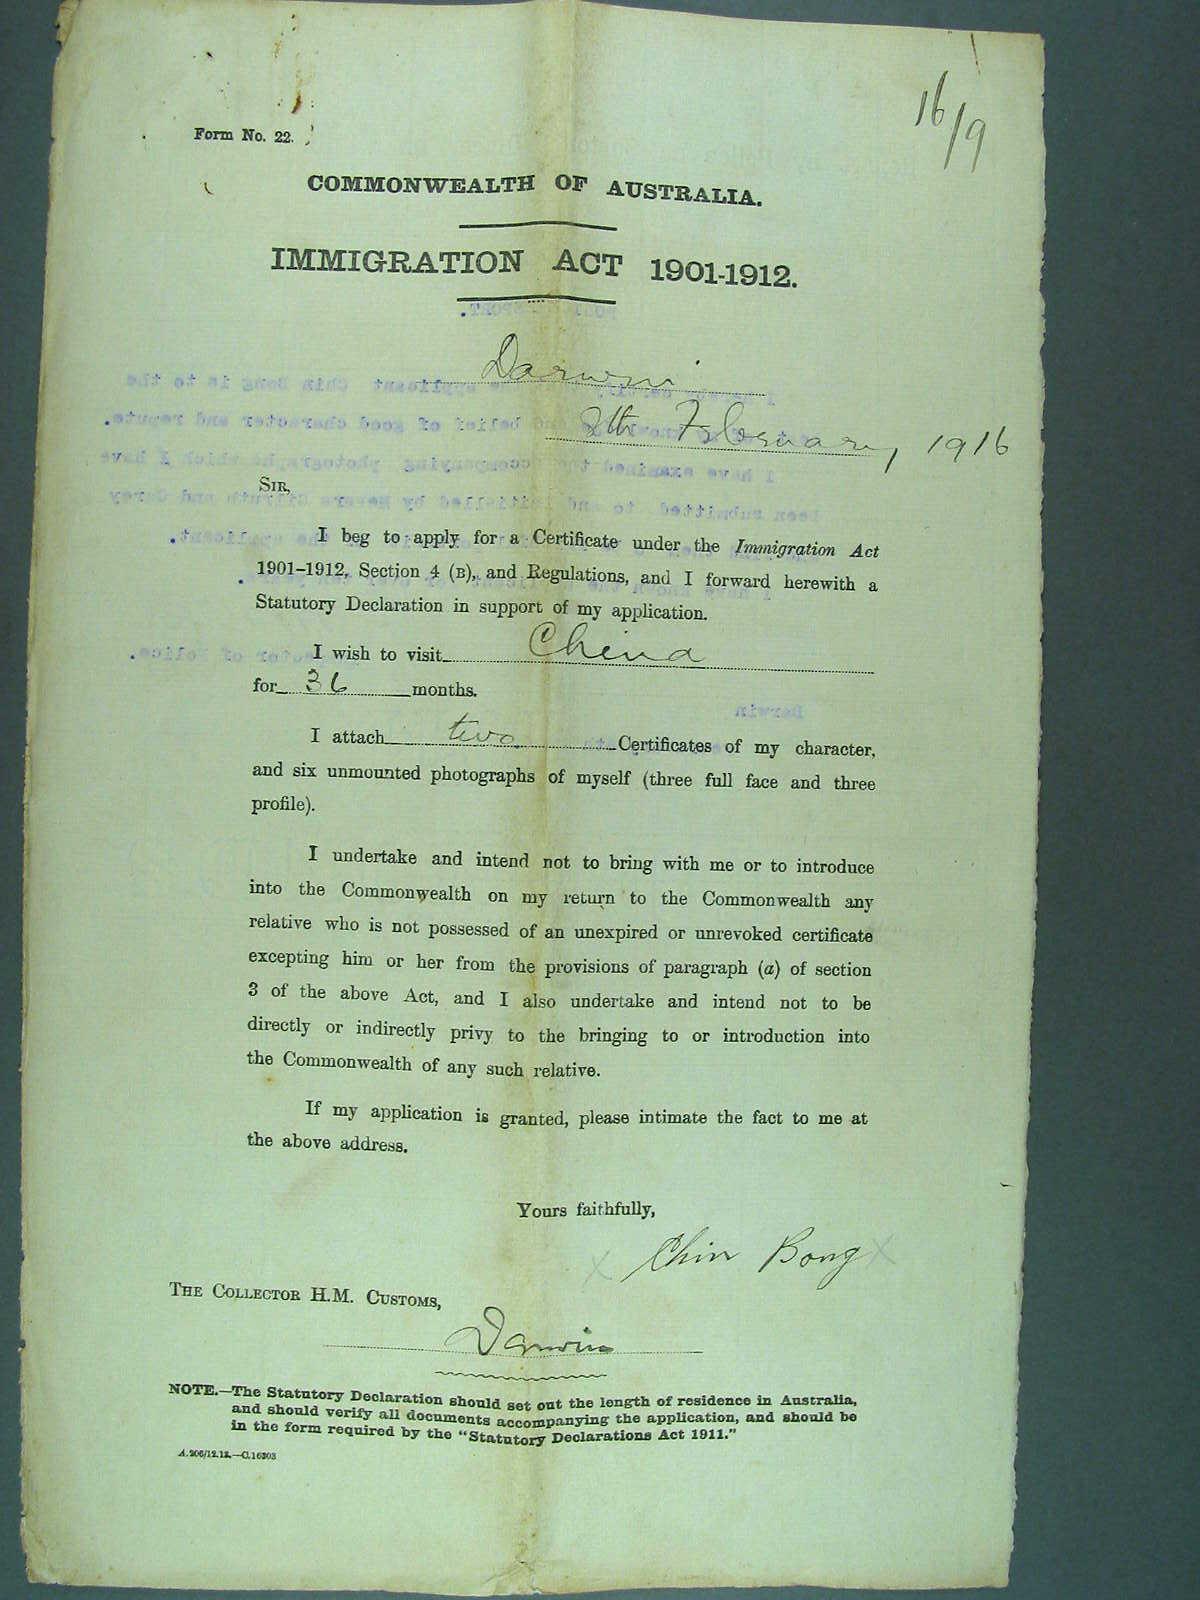 16/9
Form No. 22.
COMMONWEALTH OF AUSTRALIA.
IMMIGRATION ACT 1901-1912.
Darwin
February, 1916
SIR,
I beg to apply for a Certificate under the Immigration Act
1901–1912, Section 4 (B), and Regulations, and I forward herewith a
Statutory Declaration in support of my application.
I wish to visit China
for 36 months.
I attach two Certificates of my character,
and six unmounted photographs of myself (three full face and three
profile).
I undertake and intend not to bring with me or to introduce
into the Commonwealth on my return to the Commonwealth any
relative who is not possessed of an unexpired or unrevoked certificate
excepting him or her from the provisions of paragraph (a) of section
3 of the above Act, and I also undertake and intend not to be
directly or indirectly privy to the bringing to or introduction into
the Commonwealth of any such relative.
If my application is granted, please intimate the fact to me at
the above address.
Yours faithfully,
x Chin Bong x
THE COLLECTOR H.M. CUSTOMS,
Darwin
NOTE.—The Statutory Declaration should set out the length of residence in Australia,
and should verify all documents accompanying the application, and should be
in the form required by the "Statutory Declarations Act 1911."
A.206/12.12.—C.16303